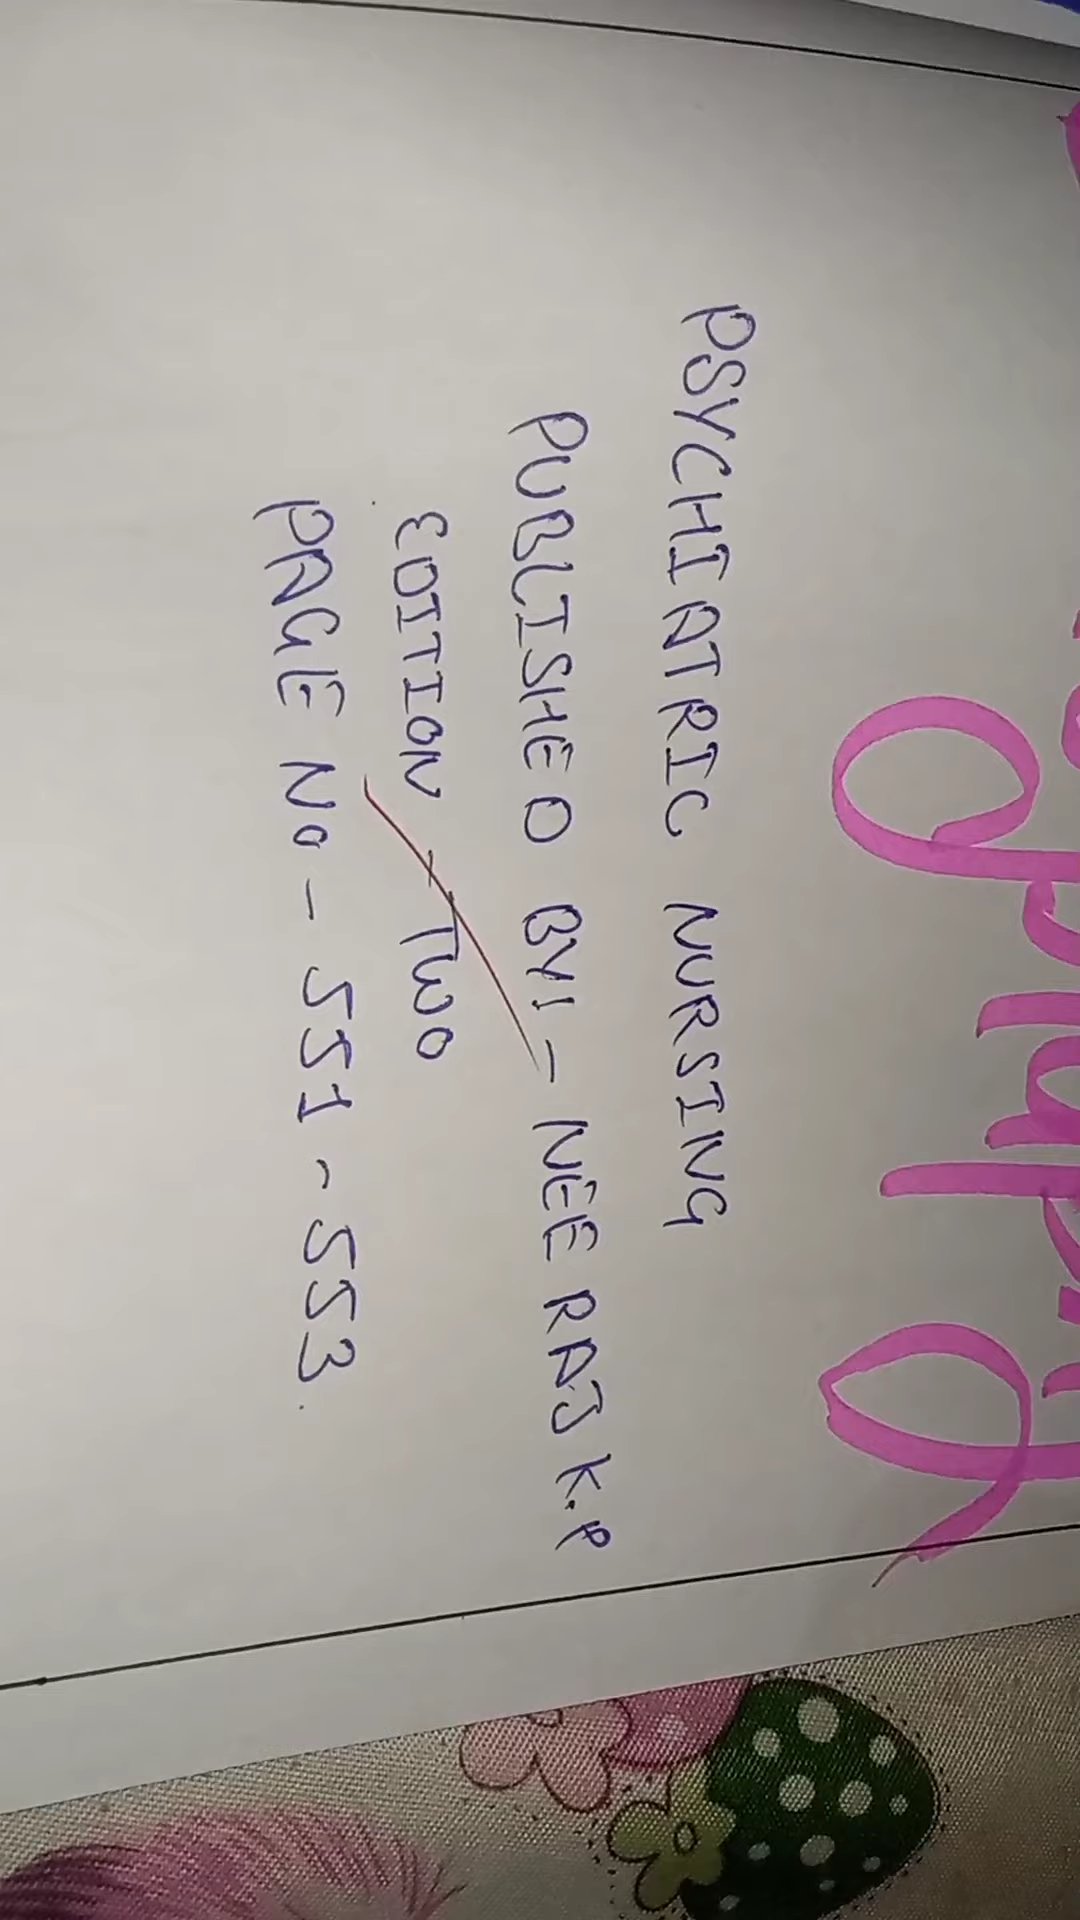 PSYCHIATRIC NURSING
PUBLISHED BY:- NEERAJ K.P
EDITION - TWO
PAGE No - 551 - 553.